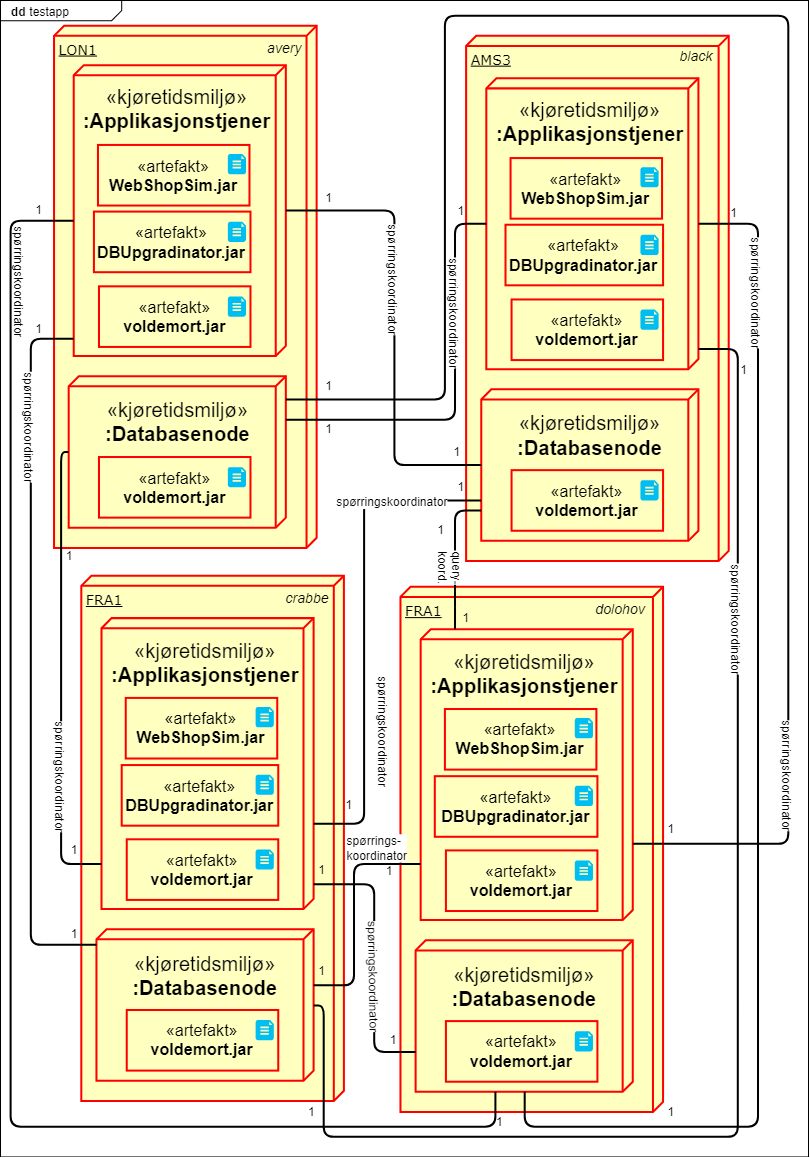 dd testapp
LON1
avery
«kjøretidsmiljø»
:Applikasjonstjener
«artefakt»
WebShopSim.jar
«artefakt»
DBUpgradinator.jar
«artefakt»
voldemort.jar
«kjøretidsmiljø»
:Databasenode
«artefakt»
voldemort.jar
AMS3
black
«kjøretidsmiljø»
:Applikasjonstjener
«artefakt»
WebShopSim.jar
«artefakt»
DBUpgradinator.jar
«artefakt»
voldemort.jar
«kjøretidsmiljø»
:Databasenode
«artefakt»
voldemort.jar
1
spørringskoordinator
1
spørringskoordinator
1
spørringskoordinator
1
1
1
spørringskoordinator
1
1
spørringskoordinator
1
1
spørringskoordinator
1
1
query-
koord.
1
1
spørringskoordinator
spørringskoordinator
spørringskoordinator
spørringskoordinator
FRA1
crabbe
«kjøretidsmiljø»
:Applikasjonstjener
«artefakt»
WebShopSim.jar
«artefakt»
DBUpgradinator.jar
«artefakt»
voldemort.jar
«kjøretidsmiljø»
:Databasenode
«artefakt»
voldemort.jar
FRA1
dolohov
«kjøretidsmiljø»
:Applikasjonstjener
«artefakt»
WebShopSim.jar
«artefakt»
DBUpgradinator.jar
«artefakt»
voldemort.jar
«kjøretidsmiljø»
:Databasenode
«artefakt»
voldemort.jar
1
1
spørrings-
koordinator
1
1
1
1
spørringskoordinator
1
1
1
1
1
1